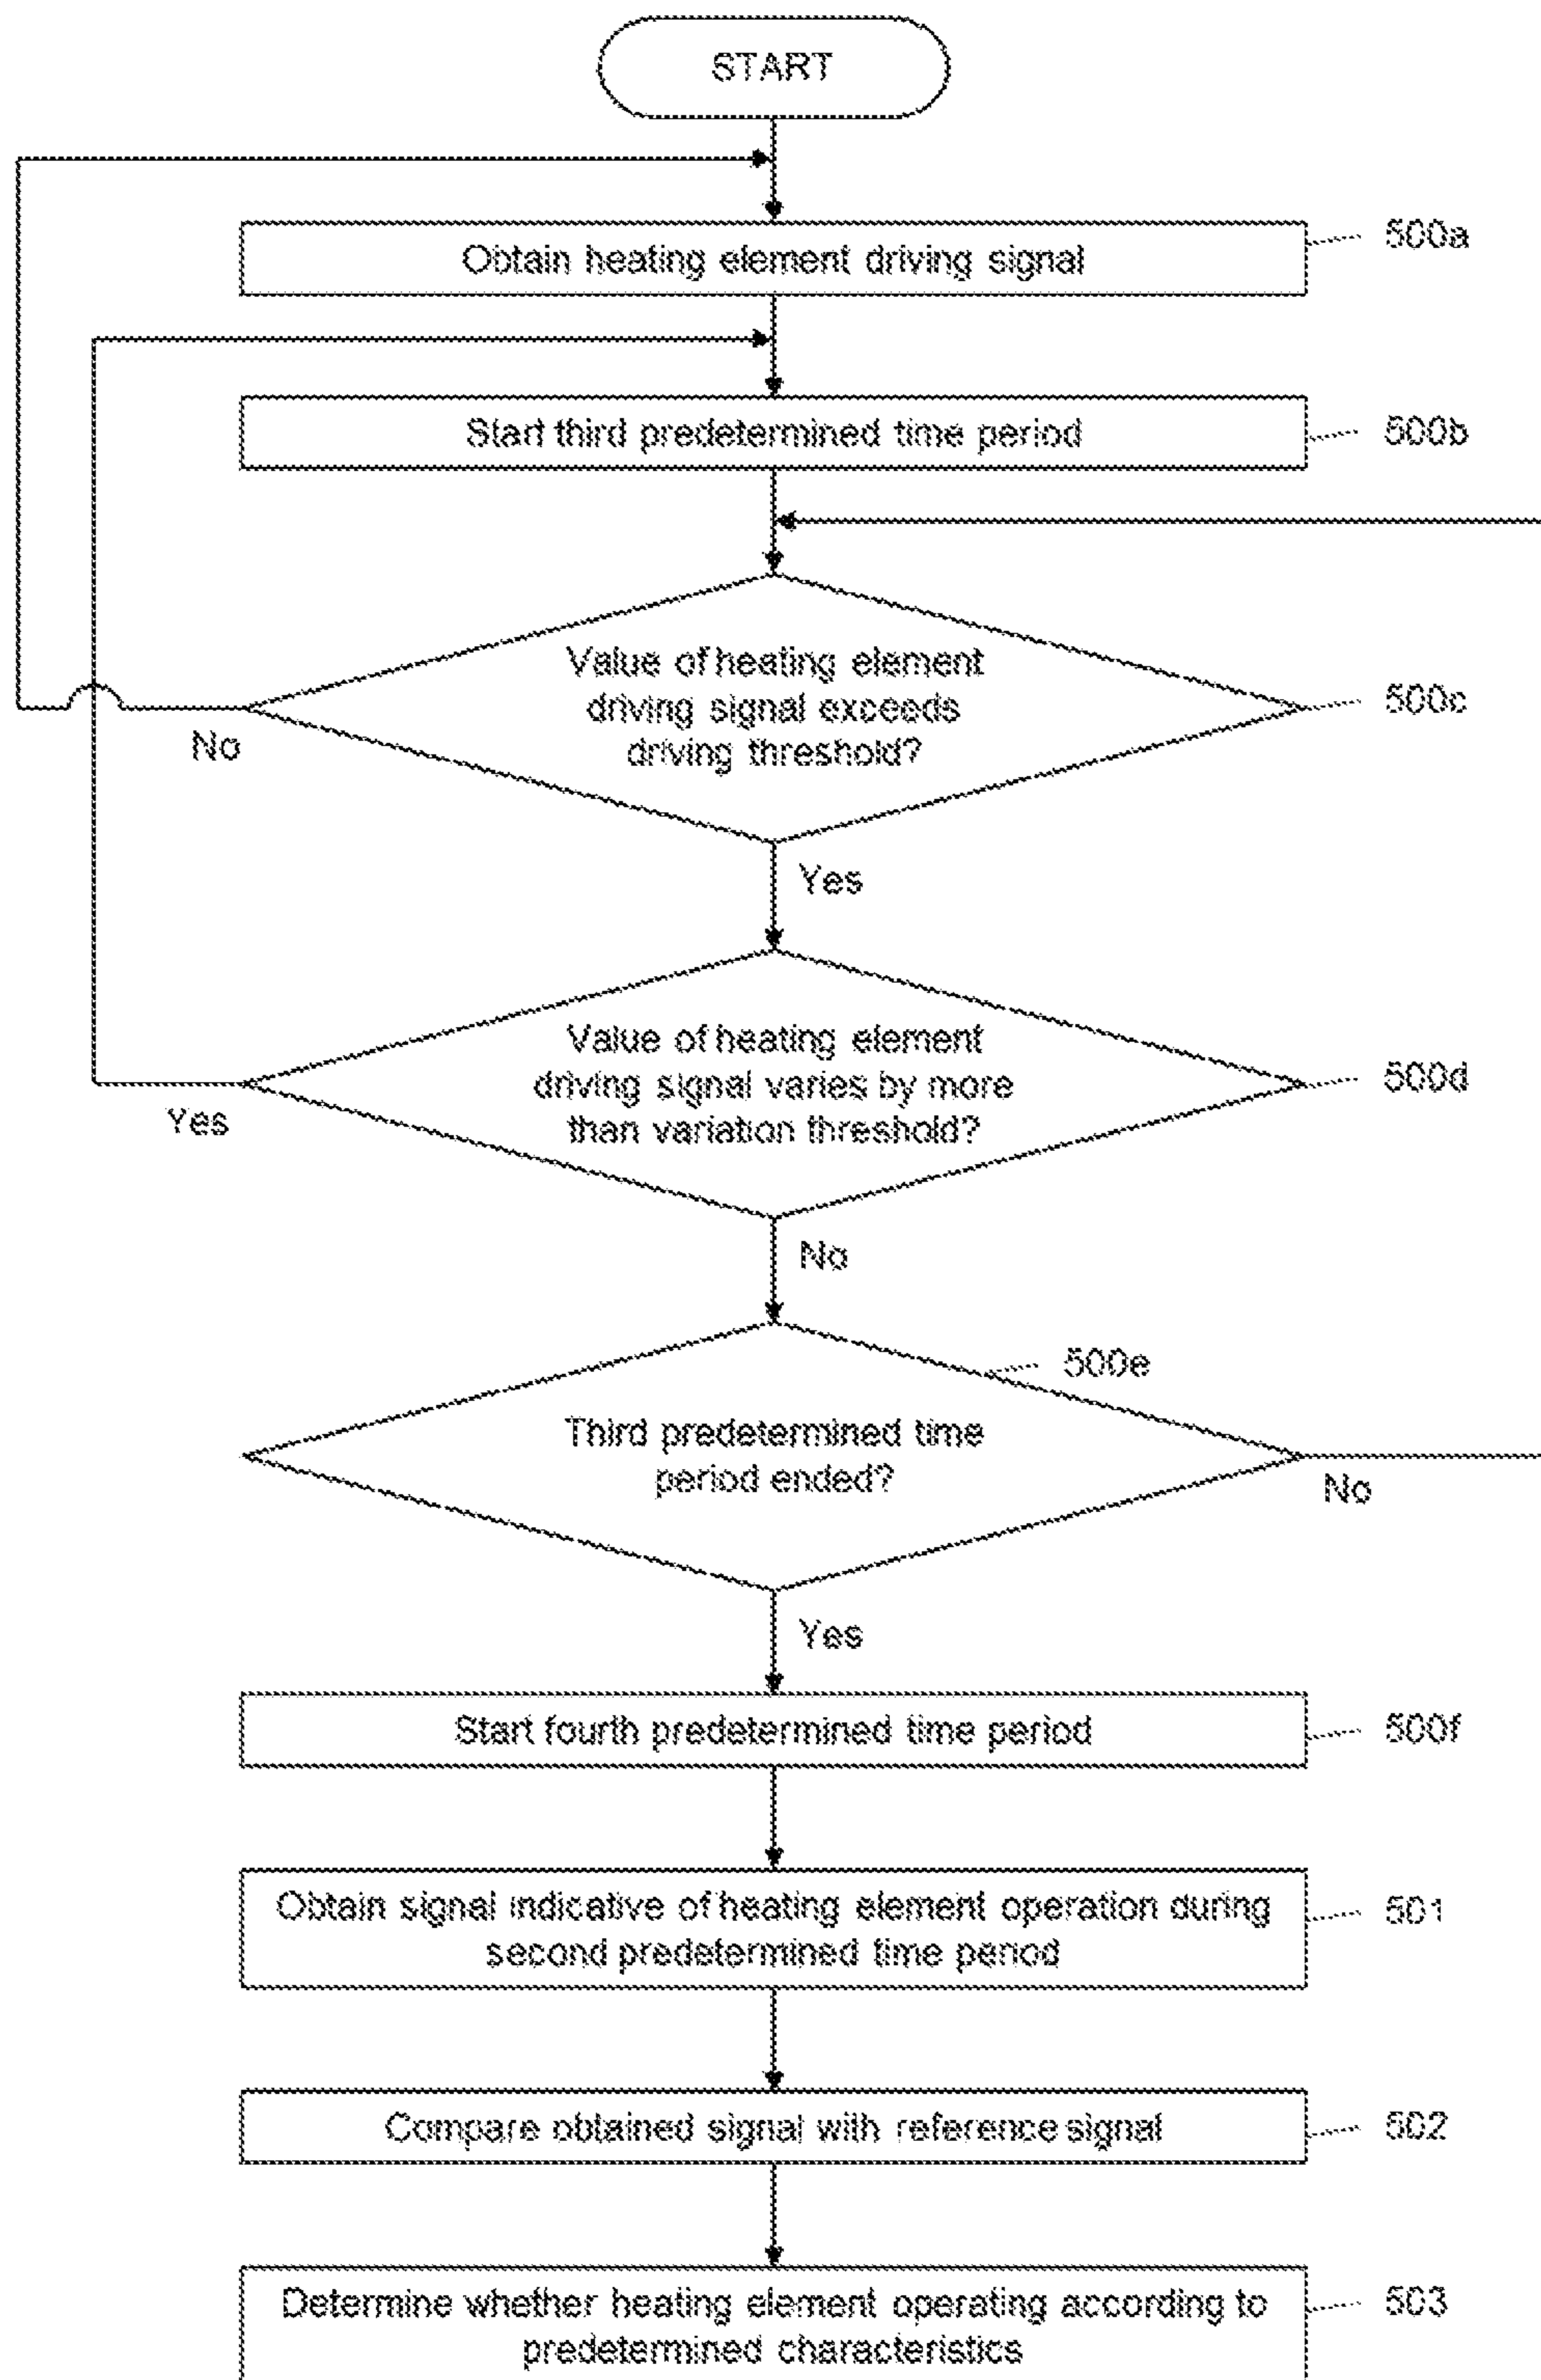 START
Obtain heating element driving signal
500a
Start third predetermined time period
500b
Value of heating element
driving signal exceeds
driving threshold?
500c
No
Yes
Value of heating element
driving signal varies by more
than variation threshold?
500d
Yes
No
500e
Third predetermined time
period ended?
No
Yes
Start fourth predetermined time period
500f
Obtain signal indicative of heating element operation during
second predetermined time period
501
Compare obtained signal with reference signal
502
Determine whether heating element operating according to
predetermined characteristics
503